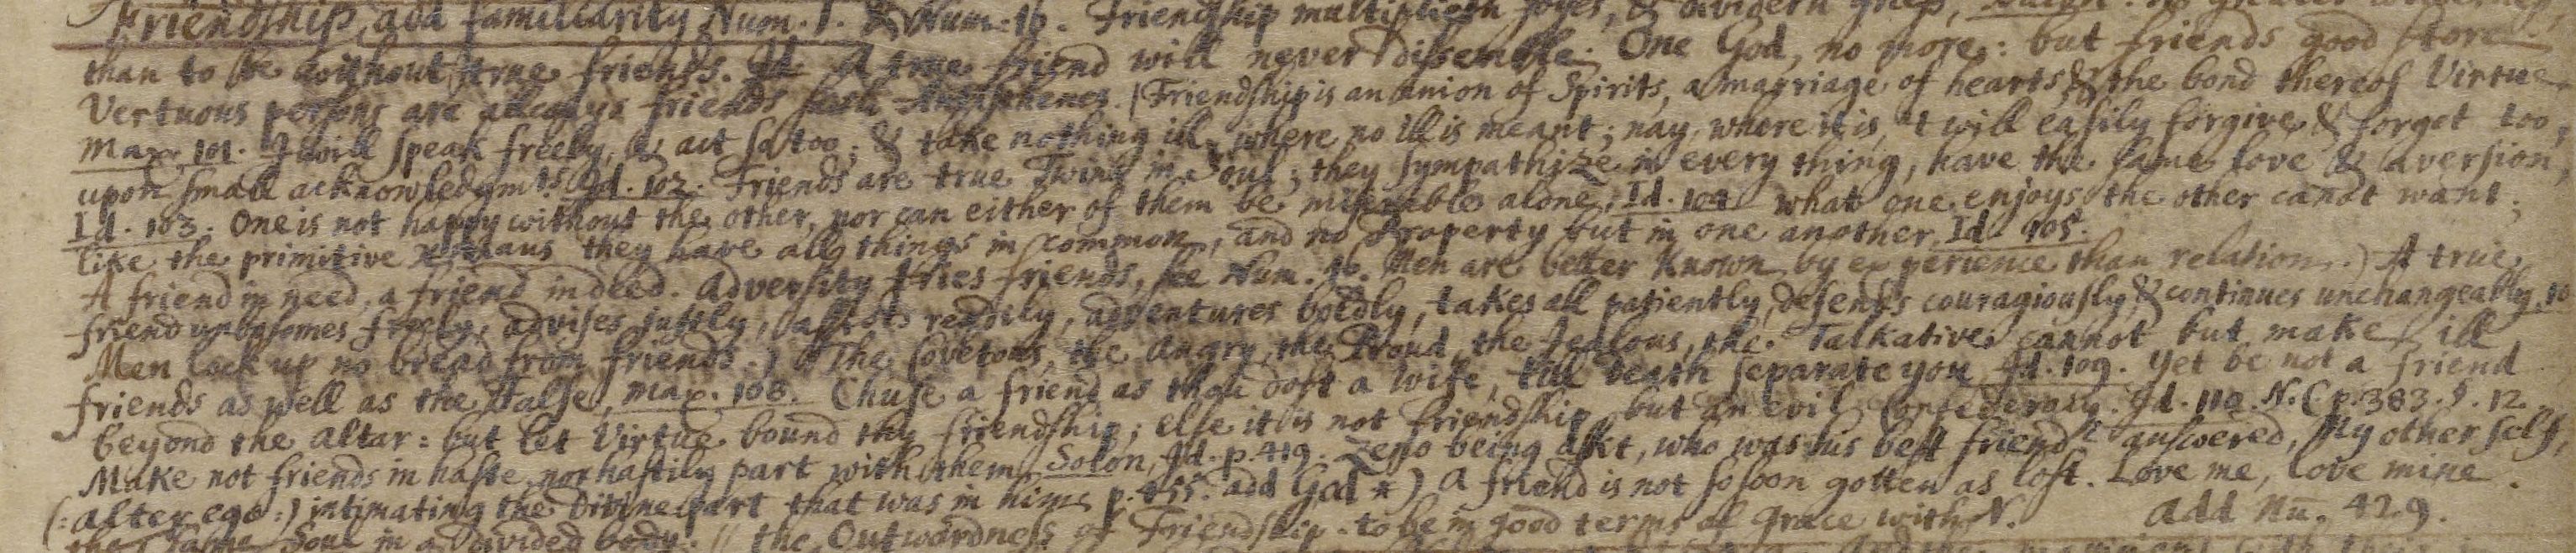 Friendship, add familiarity Num. 1. & Num. 16. Friendship multiplieth joyes, & divideth griefs,
than to be without true friends. Id. A true friend will never dissemble. One God, no more: but friends good store.
Vertuous persons are allways friends saith Antisthenes. | Friendship is an union of Spirits, a marriage of hearts, & the bond thereof Virtue
Max. 101. I will speak freely, & act so too; & take nothing ill, where no ill is meant; nay, where it is, 't will easily forgive & forget too,
upon small acknowledgmts. Id. 102. Friends are true Twins in Soul; they sympathize in every thing, have the same love & aversion,
Id. 103. One is not happy without the other, nor can either of them be miserable alone, Id. 104 what one enjoys the other canot want;
like the primitive they have all things in common, and no Property but in one another, Id. 105.
A friend in need, a friend indeed. Adversity tries friends, see Num. 16. Men are better known by experience than relation.) A true
friend unbosomes freely, advises justly, assists readily, adventures boldly, takes all patiently, defends couragiously, & continues unchangeably
Men lock up no bread from friends.) The Covetous, the Angry, the Proud, the Jealous, the Talkative cannot but make ill
friends as well as the False, Max. 108. Chuse a friend as thou dost a wife, till death separate you, Id. 109. Yet be not a friend
beyond the altar: but let Virtue bound thy friendship; else it is not friendship, but an evil confederacy. Id. 110. N. C p. 383. §. 12
Make not friends in haste, nor hastily part with them, Solon, Id. p. 419. Zeno being askt, who was his best friend? answered, My other self,
(: alter ego :) intimating the Divine part that was in him p. 455. add God *) A friend is not so soon gotten as lost. Love me, love mine.
the same Soul in a divided body. // the Outwardness of Friendship. to be in good terms of grace with N. add Nu. 429.